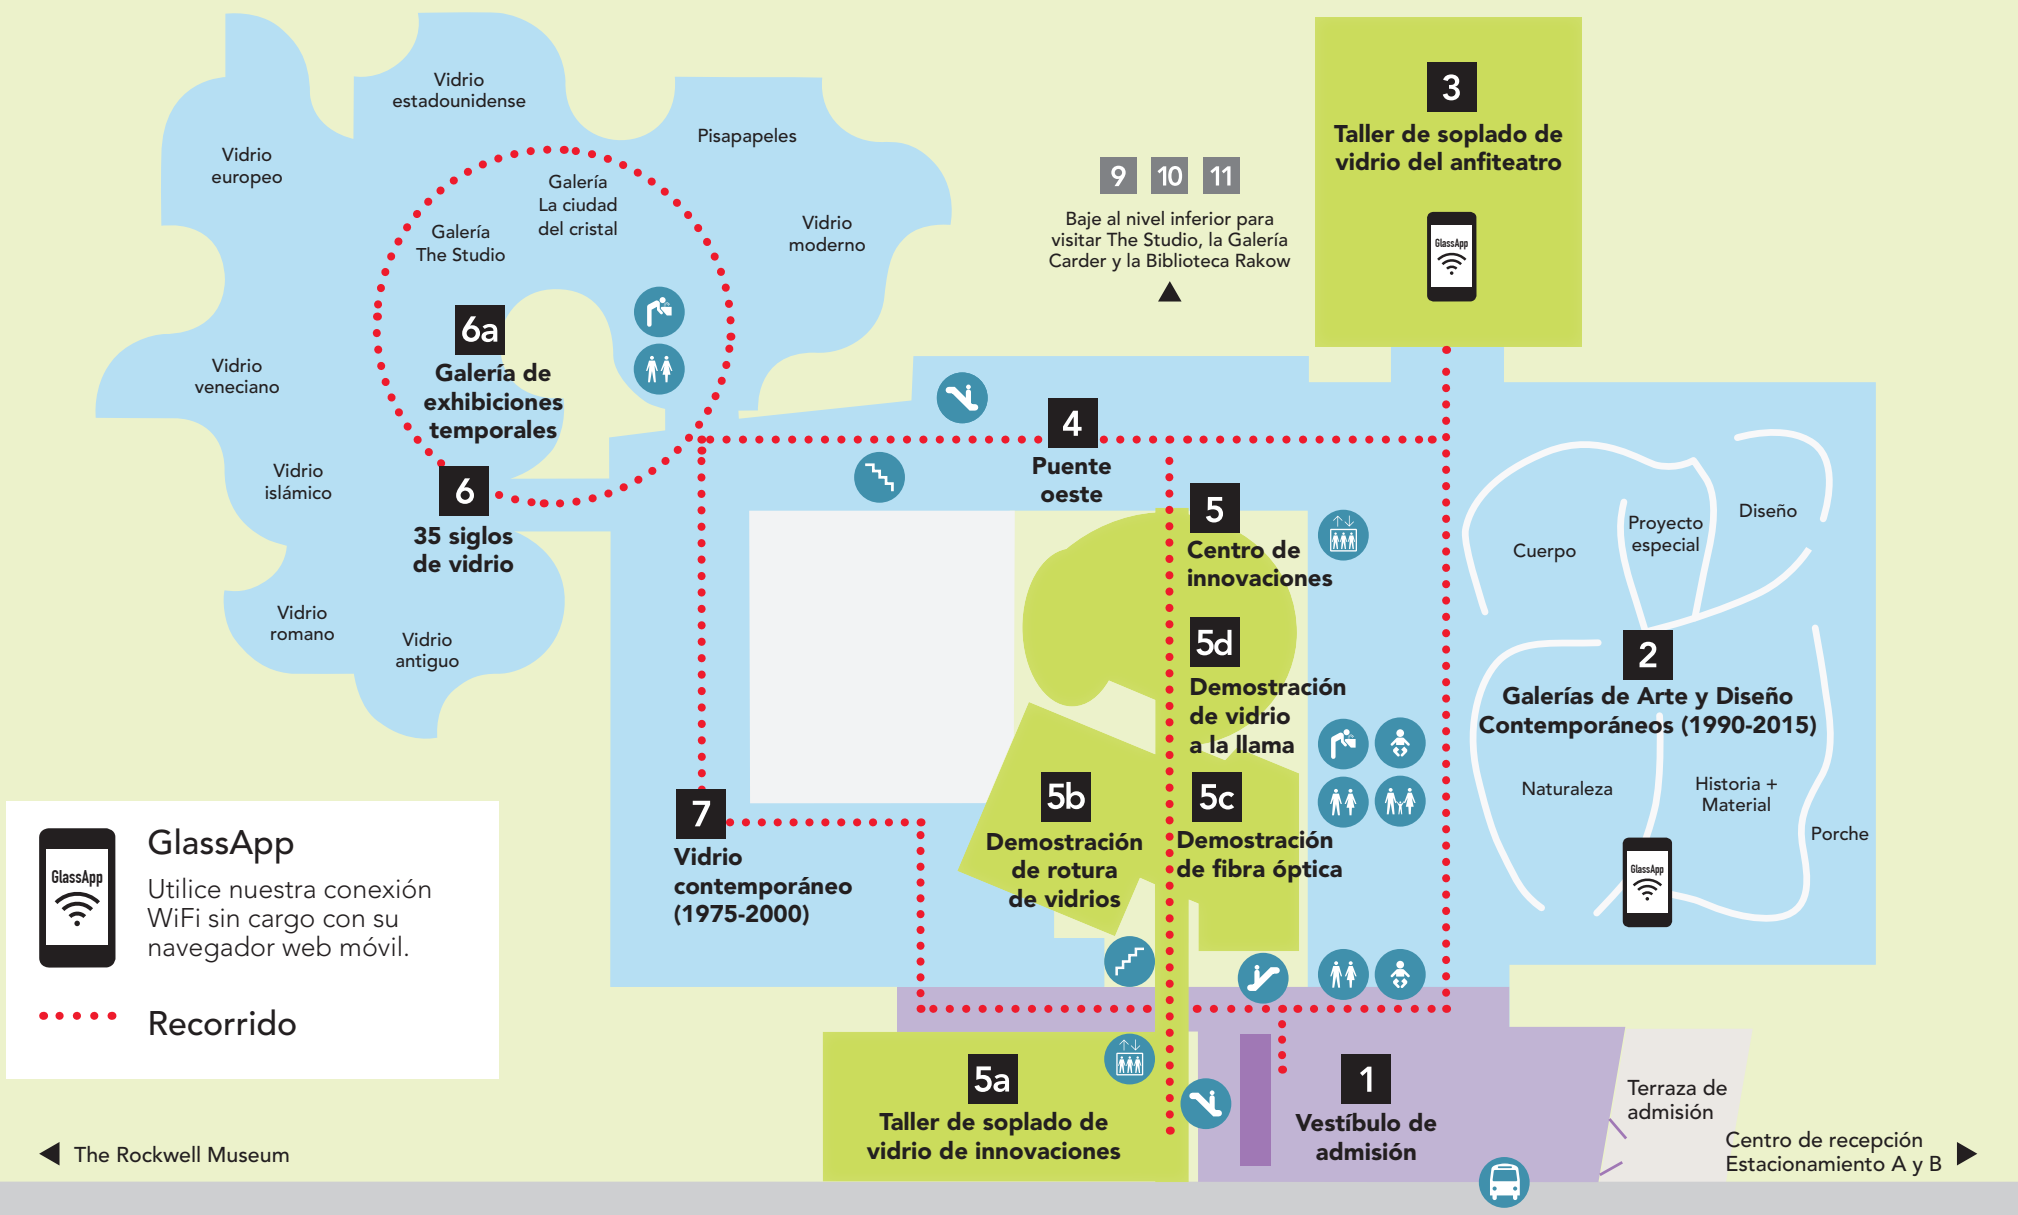 Vidrio
estadounidense
Vidrio
europeo
Pisapapeles
Galería
La ciudad
del cristal
Galería
The Studio
Vidrio
moderno
6a
Galería de
exhibiciones
temporales
Vidrio
veneciano
Vidrio
islámico
6
35 siglos
de vidrio
Vidrio
romano
Vidrio
antiguo
9 10 11
Baje al nivel inferior para
visitar The Studio, la Galería
Carder y la Biblioteca Rakow
3
Taller de soplado de
vidrio del anfiteatro
GlassApp
4
Puente
oeste
5
Centro de
innovaciones
5d
Demostración
de vidrio
a la llama
5b
Demostración
de rotura
de vidrios
5c
Demostración
de fibra óptica
Cuerpo
Proyecto
especial
Diseño
2
Galerías de Arte y Diseño
Contemporáneos (1990-2015)
Naturaleza
Historia +
Material
Porche
GlassApp
7
Vidrio
contemporáneo
(1975-2000)
GlassApp
GlassApp
Utilice nuestra conexión
WiFi sin cargo con su
navegador web móvil.
Recorrido
5a
Taller de soplado de
vidrio de innovaciones
1
Vestíbulo de
admisión
Terraza de
admisión
The Rockwell Museum
Centro de recepción
Estacionamiento A y B